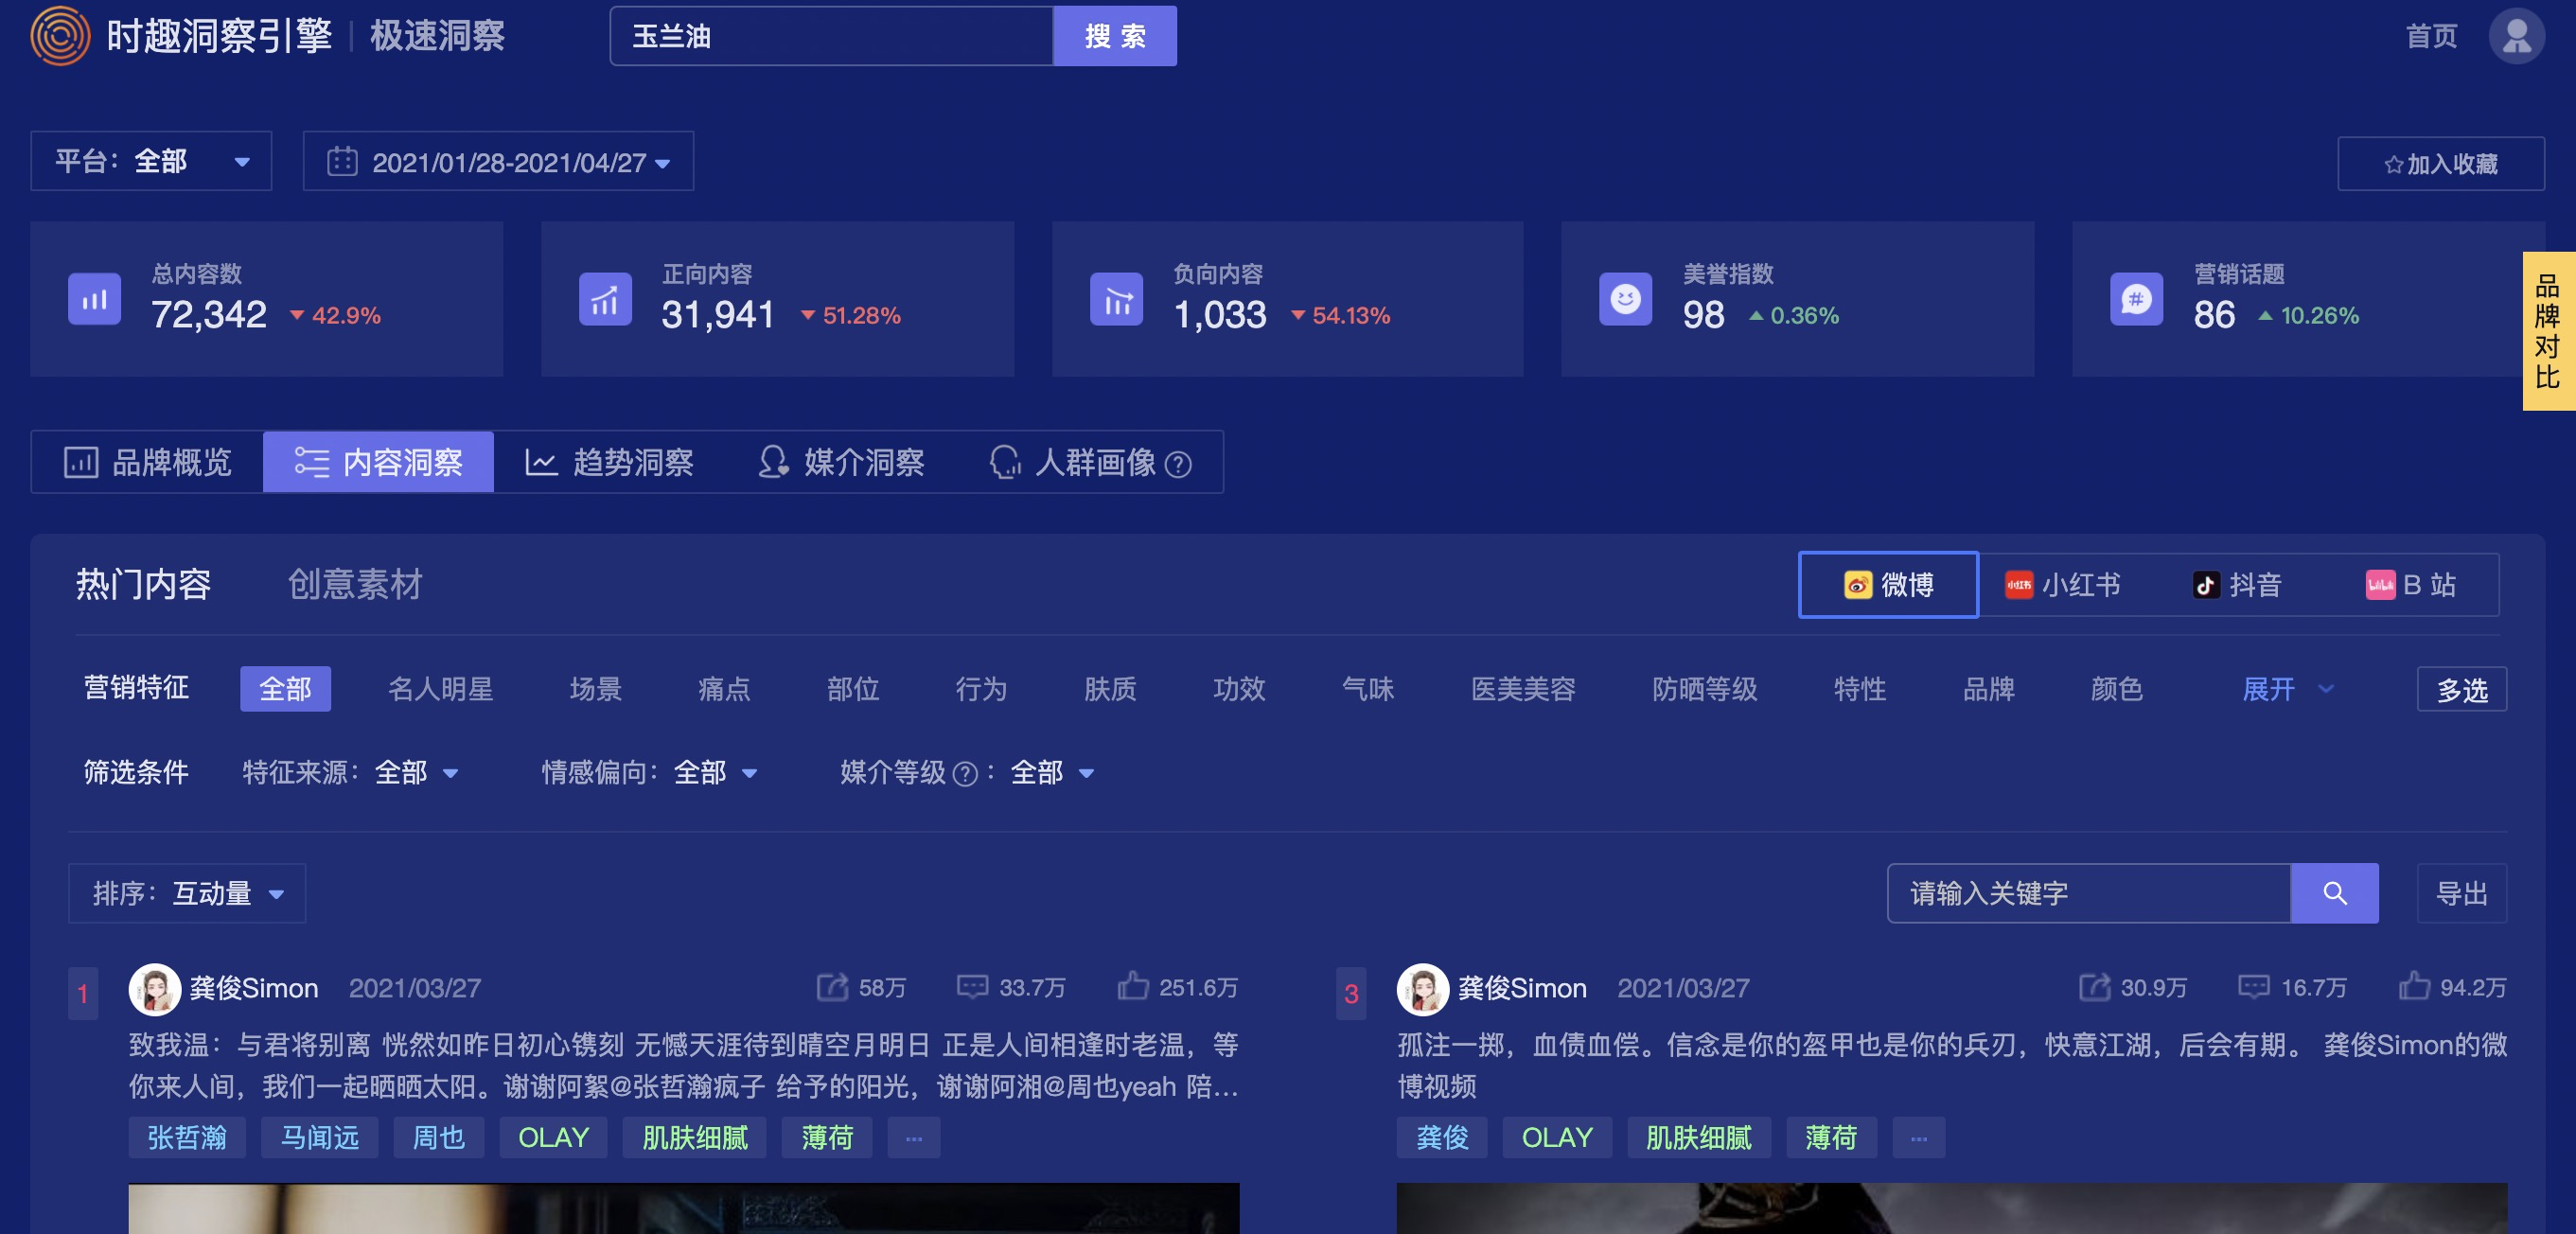 时趣洞察引擎 | 极速洞察
玉兰油
搜 索
首页
平台：全部
2021/01/28-2021/04/27
☆加入收藏
总内容数
72,342 42.9%
正向内容
31,941 51.28%
负向内容
1,033 54.13%
美誉指数
98 0.36%
营销话题
86 10.26%
品牌对比
品牌概览 内容洞察 趋势洞察 媒介洞察 人群画像?
热门内容 创意素材
微博 小红书 抖音 B 站
营销特征 全部 名人明星 场景 痛点 部位 行为 肤质 功效 气味 医美美容 防晒等级 特性 品牌 颜色 展开 多选
筛选条件 特征来源：全部 情感偏向：全部 媒介等级?：全部
排序：互动量
请输入关键字
导出
1 龚俊Simon 2021/03/27 58万 33.7万 251.6万
致我温：与君将别离 恍然如昨日初心镌刻 无憾天涯待到晴空月明日 正是人间相逢时老温，等
你来人间，我们一起晒晒太阳。谢谢阿絮@张哲瀚疯子 给予的阳光，谢谢阿湘@周也yeah 陪...
张哲瀚 马闻远 周也 OLAY 肌肤细腻 薄荷 ...
3 龚俊Simon 2021/03/27 30.9万 16.7万 94.2万
孤注一掷，血债血偿。信念是你的盔甲也是你的兵刃，快意江湖，后会有期。 龚俊Simon的微
博视频
龚俊 OLAY 肌肤细腻 薄荷 ...